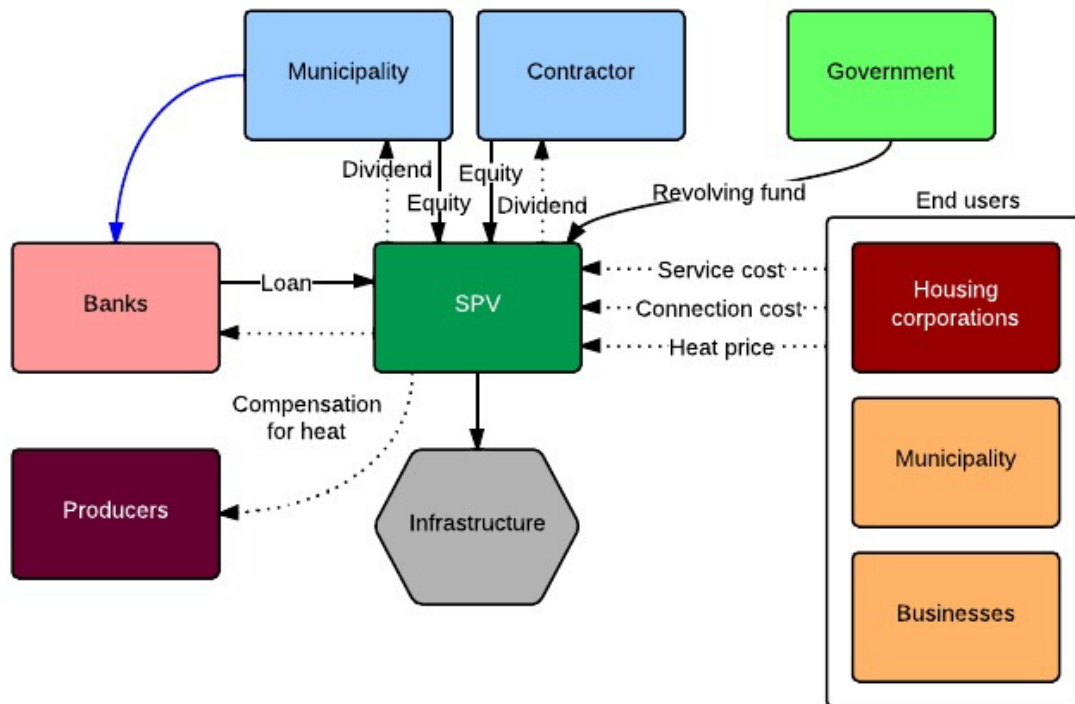 Municipality
Contractor
Government
Dividend
Equity
Equity
Dividend
Revolving fund
End users
Banks
Loan
SPV
Service cost
Connection cost
Heat price
Housing
corporations
Compensation
for heat
Municipality
Producers
Infrastructure
Businesses